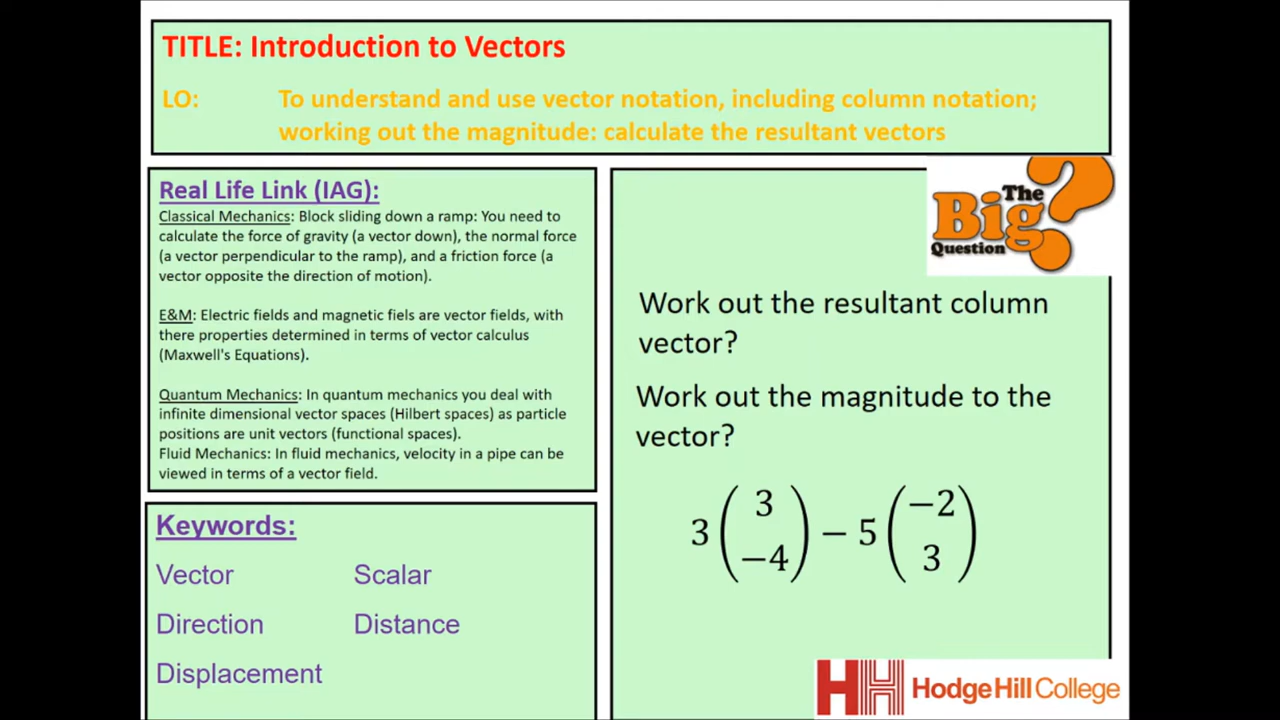 TITLE: Introduction to Vectors
LO: To understand and use vector notation, including column notation;
working out the magnitude: calculate the resultant vectors
Real Life Link (IAG):
Classical Mechanics: Block sliding down a ramp: You need to
calculate the force of gravity (a vector down), the normal force
(a vector perpendicular to the ramp), and a friction force (a
vector opposite the direction of motion).
E&M: Electric fields and magnetic fiels are vector fields, with
there properties determined in terms of vector calculus
(Maxwell's Equations).
Quantum Mechanics: In quantum mechanics you deal with
infinite dimensional vector spaces (Hilbert spaces) as particle
positions are unit vectors (functional spaces).
Fluid Mechanics: In fluid mechanics, velocity in a pipe can be
viewed in terms of a vector field.
Keywords:
Vector Scalar
Direction Distance
Displacement
The
Big
Question
?
Work out the resultant column
vector?
Work out the magnitude to the
vector?
3 (3
−4) − 5 (−2
3)
HH Hodge Hill College